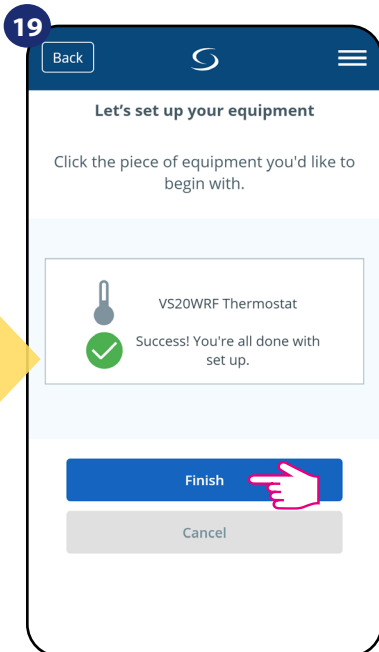 19
Back
Let's set up your equipment
Click the piece of equipment you'd like to
begin with.
VS20WRF Thermostat
Success! You're all done with
set up.
Finish
Cancel